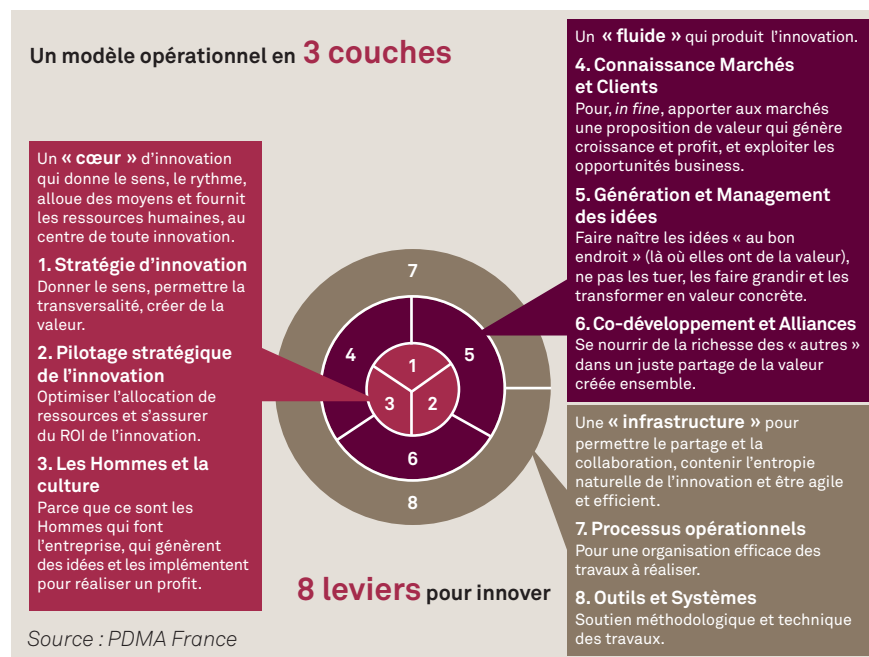 Un modèle opérationnel en 3 couches
Un « cœur » d’innovation
qui donne le sens, le rythme,
alloue des moyens et fournit
les ressources humaines, au
centre de toute innovation.
1. Stratégie d’innovation
Donner le sens, permettre la
transversalité, créer de la
valeur.
2. Pilotage stratégique
de l’innovation
Optimiser l’allocation de
ressources et s’assurer
du ROI de l’innovation.
3. Les Hommes et la
culture
Parce que ce sont les
Hommes qui font
l’entreprise, qui génèrent
des idées et les implémentent
pour réaliser un profit.
7
4
5
1
3
2
6
8
8 leviers pour innover
Un « fluide » qui produit l’innovation.
4. Connaissance Marchés
et Clients
Pour, in fine, apporter aux marchés
une proposition de valeur qui génère
croissance et profit, et exploiter les
opportunités business.
5. Génération et Management
des idées
Faire naître les idées « au bon
endroit » (là où elles ont de la valeur),
ne pas les tuer, les faire grandir et les
transformer en valeur concrète.
6. Co-développement et Alliances
Se nourrir de la richesse des « autres »
dans un juste partage de la valeur
créée ensemble.
Une « infrastructure » pour
permettre le partage et la
collaboration, contenir l’entropie
naturelle de l’innovation et être agile
et efficient.
7. Processus opérationnels
Pour une organisation efficace des
travaux à réaliser.
8. Outils et Systèmes
Soutien méthodologique et technique
des travaux.
Source : PDMA France